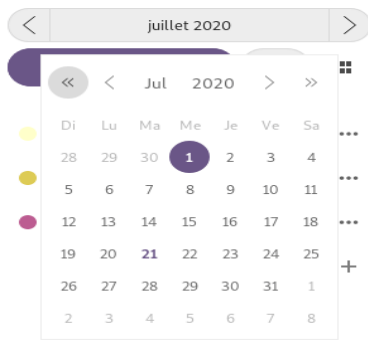 juillet 2020
« < Jul 2020 > »
Di Lu Ma Me Je Ve Sa
28 29 30 1 2 3 4
5 6 7 8 9 10 11
12 13 14 15 16 17 18
19 20 21 22 23 24 25
26 27 28 29 30 31 1
2 3 4 5 6 7 8